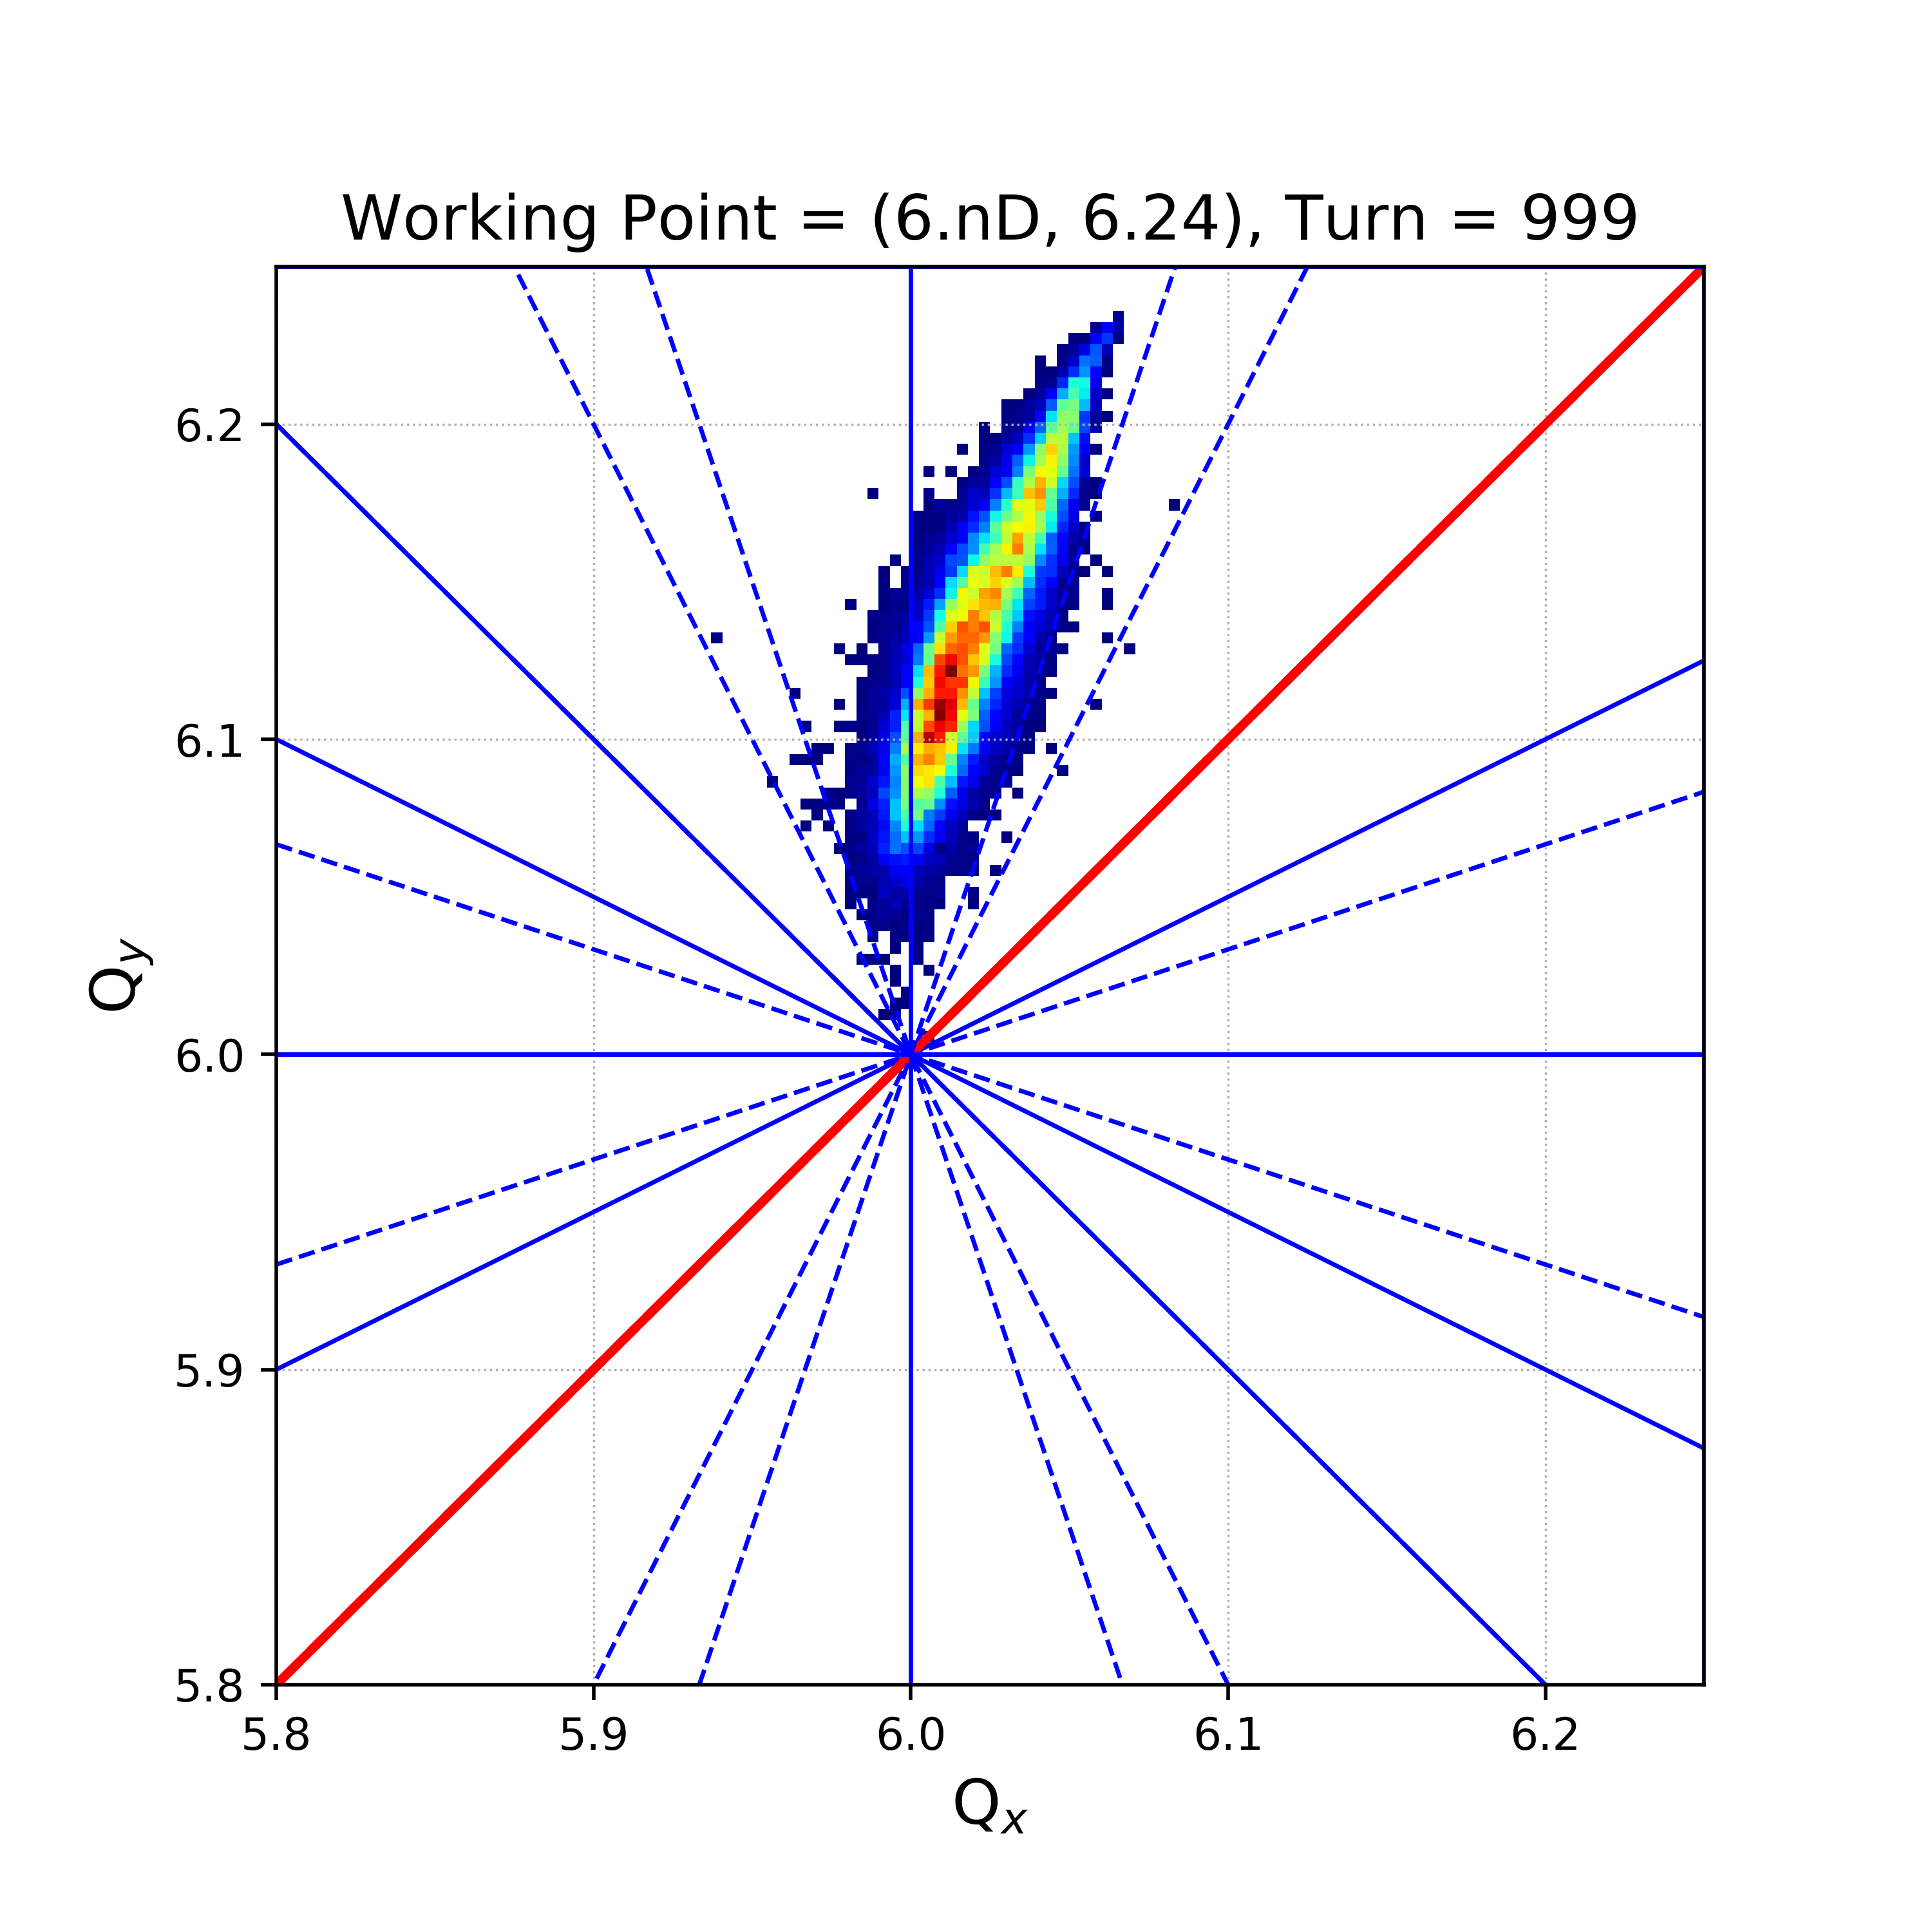 Working Point = (6.nD, 6.24), Turn = 999
6.2
6.1
6.0
5.9
5.8
Qy
5.8 5.9 6.0 6.1 6.2
Qx